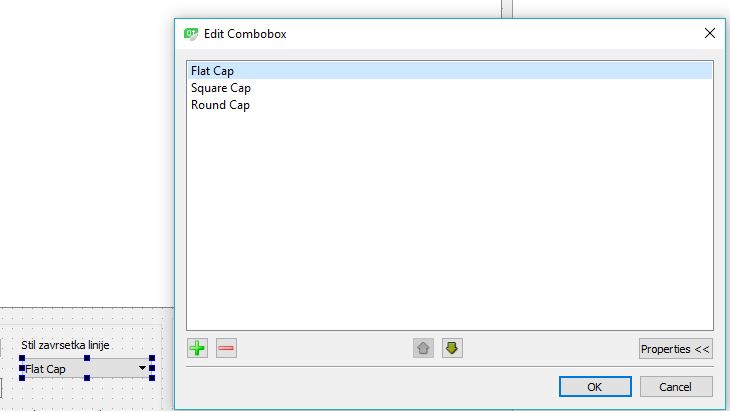 Edit Combobox
Flat Cap
Square Cap
Round Cap
Properties <<
OK
Cancel
Stil zavrsetka linije
Flat Cap